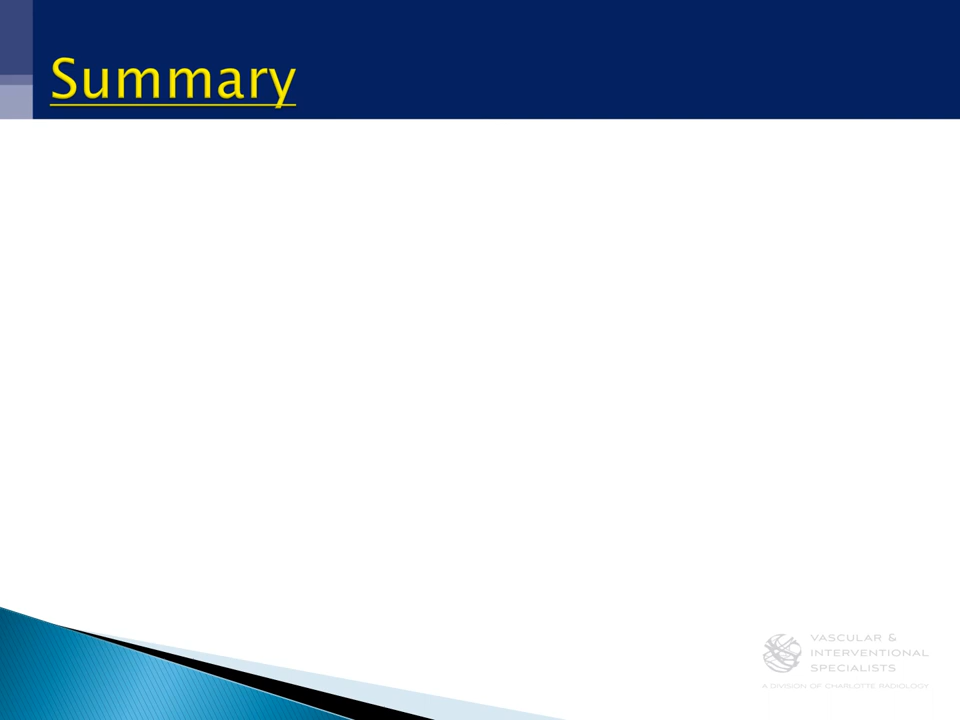 Summary
VASCULAR &
INTERVENTIONAL
SPECIALISTS
A DIVISION OF CHARLOTTE RADIOLOGY